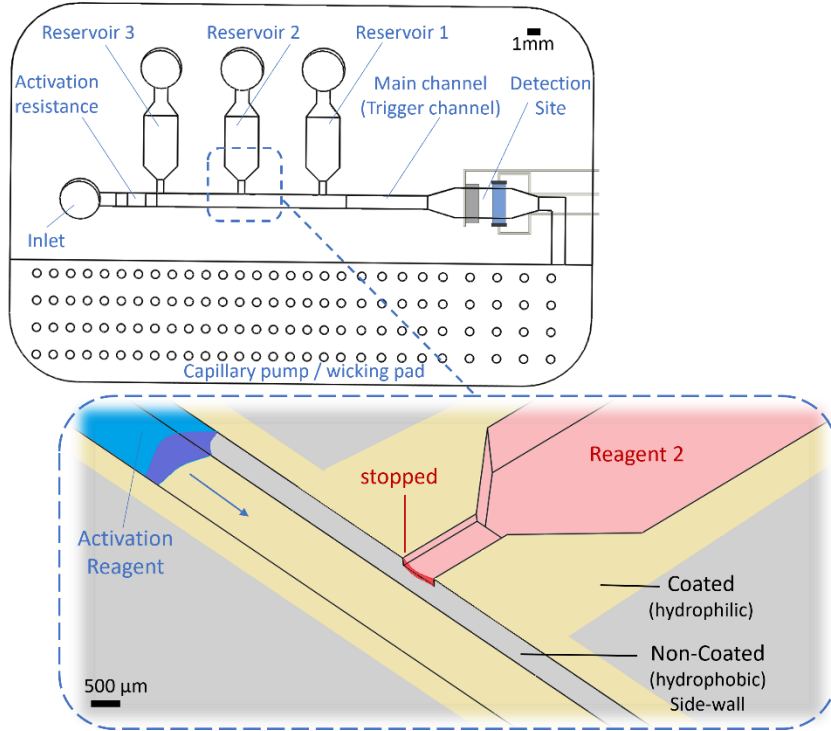 Reservoir 3
Reservoir 2
Reservoir 1
1mm
Activation
resistance
Main channel
(Trigger channel)
Detection
Site
Inlet
Capillary pump / wicking pad
stopped
Reagent 2
Activation
Reagent
Coated
(hydrophilic)
Non-Coated
(hydrophobic)
Side-wall
500 µm